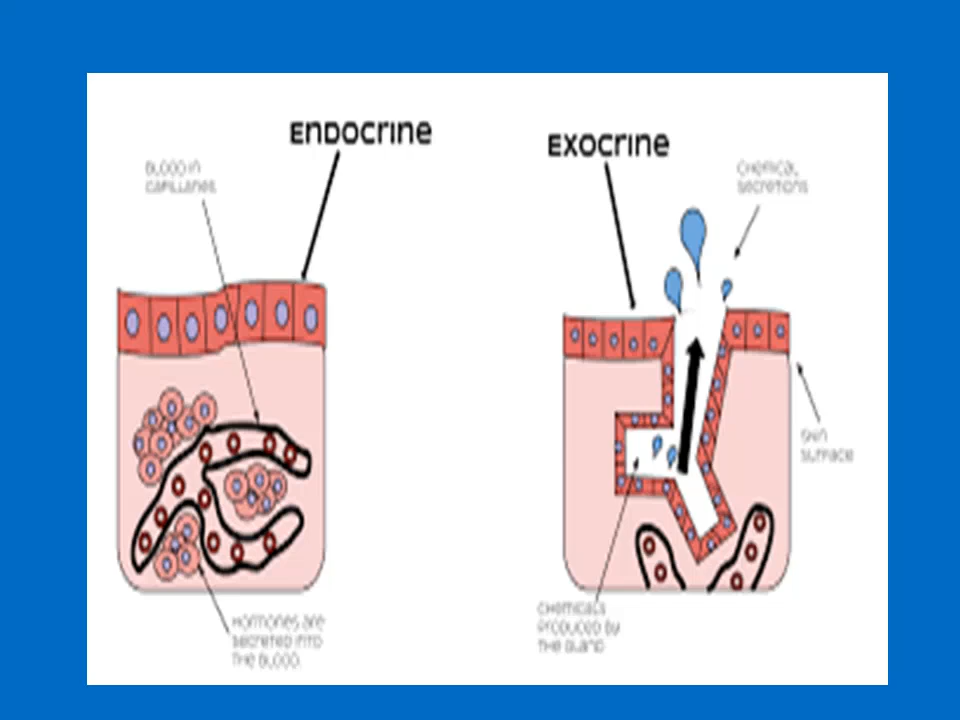 ENDOCRINE
BLOOD IN
CAPILLARIES
HORMONES ARE
SECRETED INTO
THE BLOOD.
EXOCRINE
CHEMICAL
SECRETIONS
SKIN
SURFACE
CHEMICALS
PRODUCED BY
THE GLAND